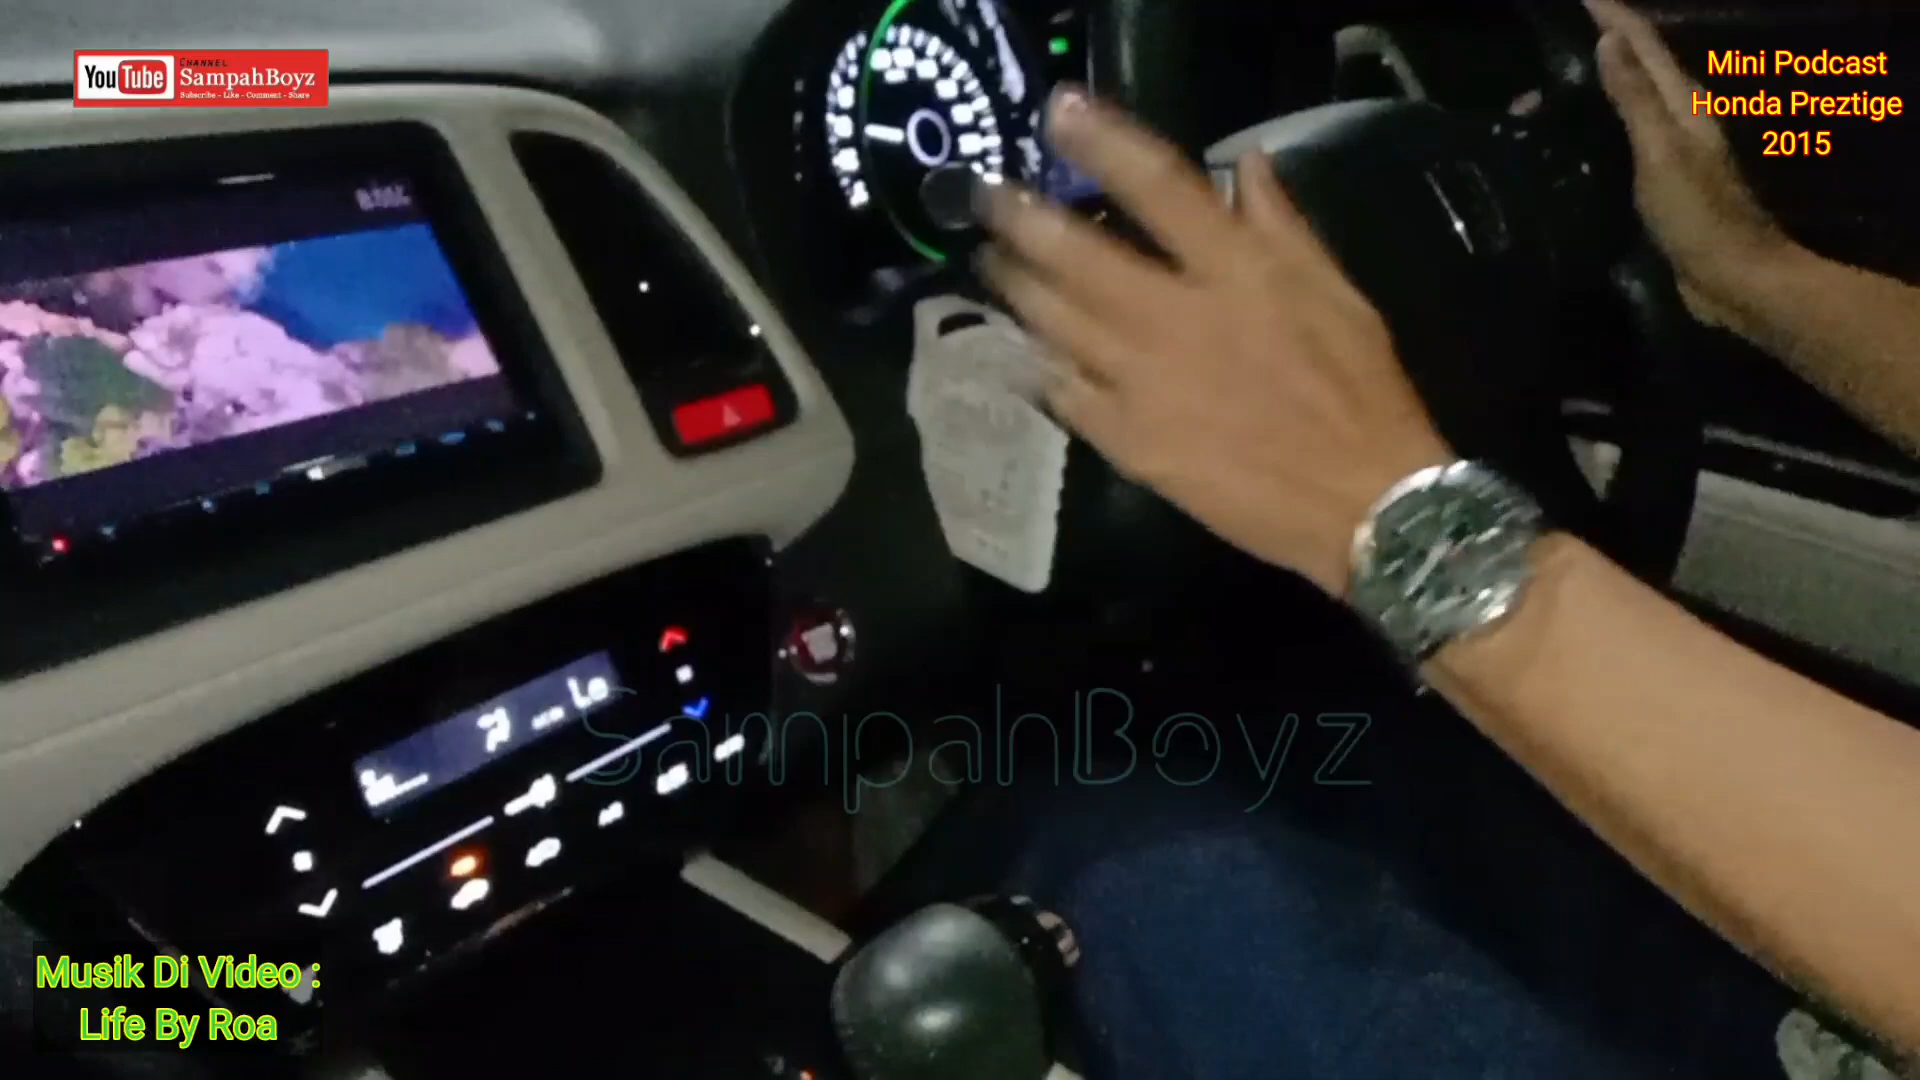 YouTube
CHANNEL
SampahBoyz
Subscribe - Like - Comment - Share
Mini Podcast
Honda Preztige
2015
Lo
SampahBoyz
Musik Di Video :
Life By Roa